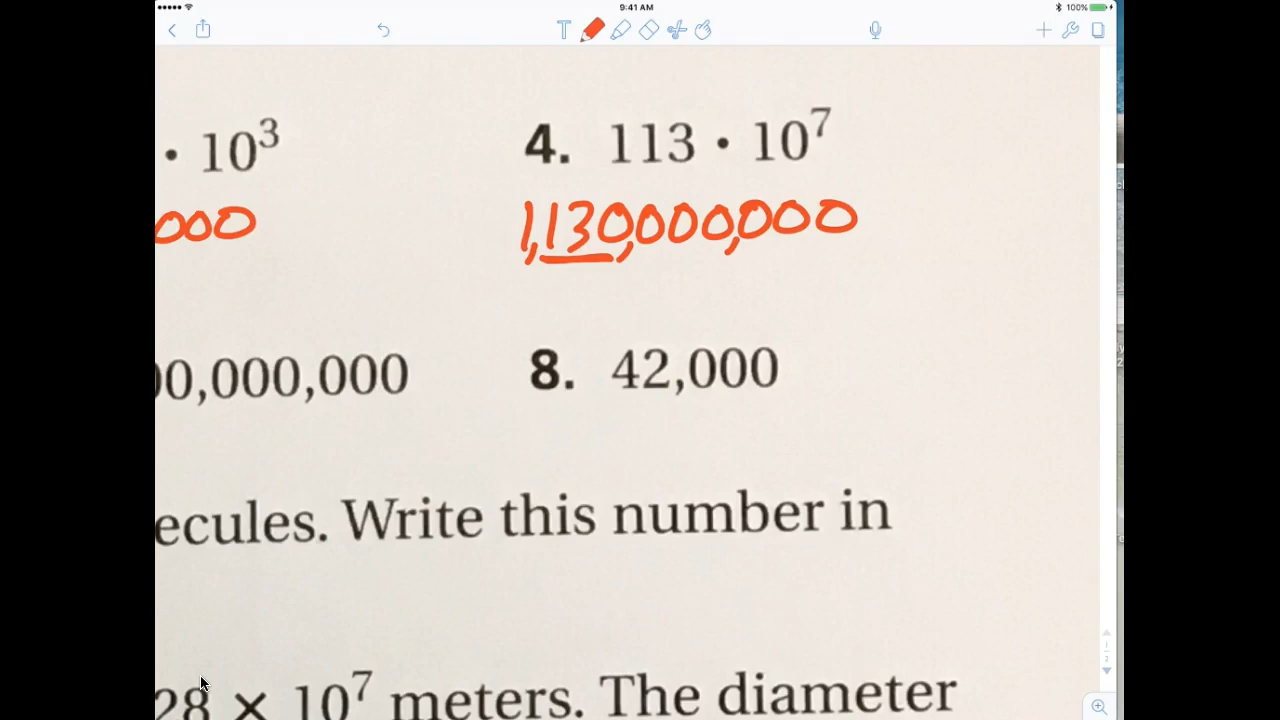 9:41 AM
100%
T
· 10³ 4. 113 · 10⁷
000 1,130,000,000
00,000,000 8. 42,000
ecules. Write this number in
28 × 10⁷ meters. The diameter